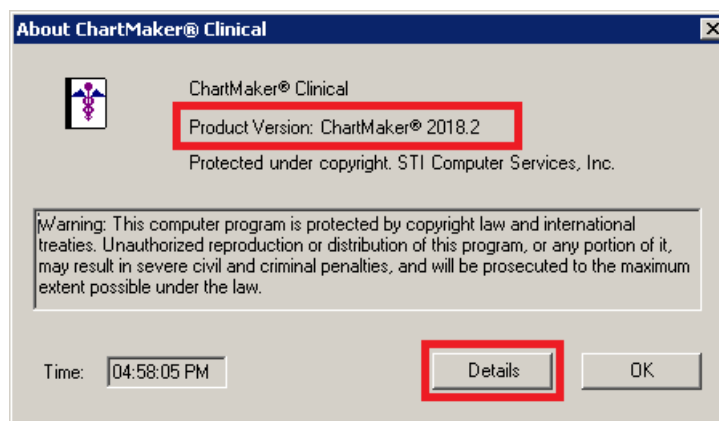 About ChartMaker® Clinical
ChartMaker® Clinical
Product Version: ChartMaker® 2018.2
Protected under copyright. STI Computer Services, Inc.
Warning: This computer program is protected by copyright law and international
treaties. Unauthorized reproduction or distribution of this program, or any portion of it,
may result in severe civil and criminal penalties, and will be prosecuted to the maximum
extent possible under the law.
Time: 04:58:05 PM Details OK